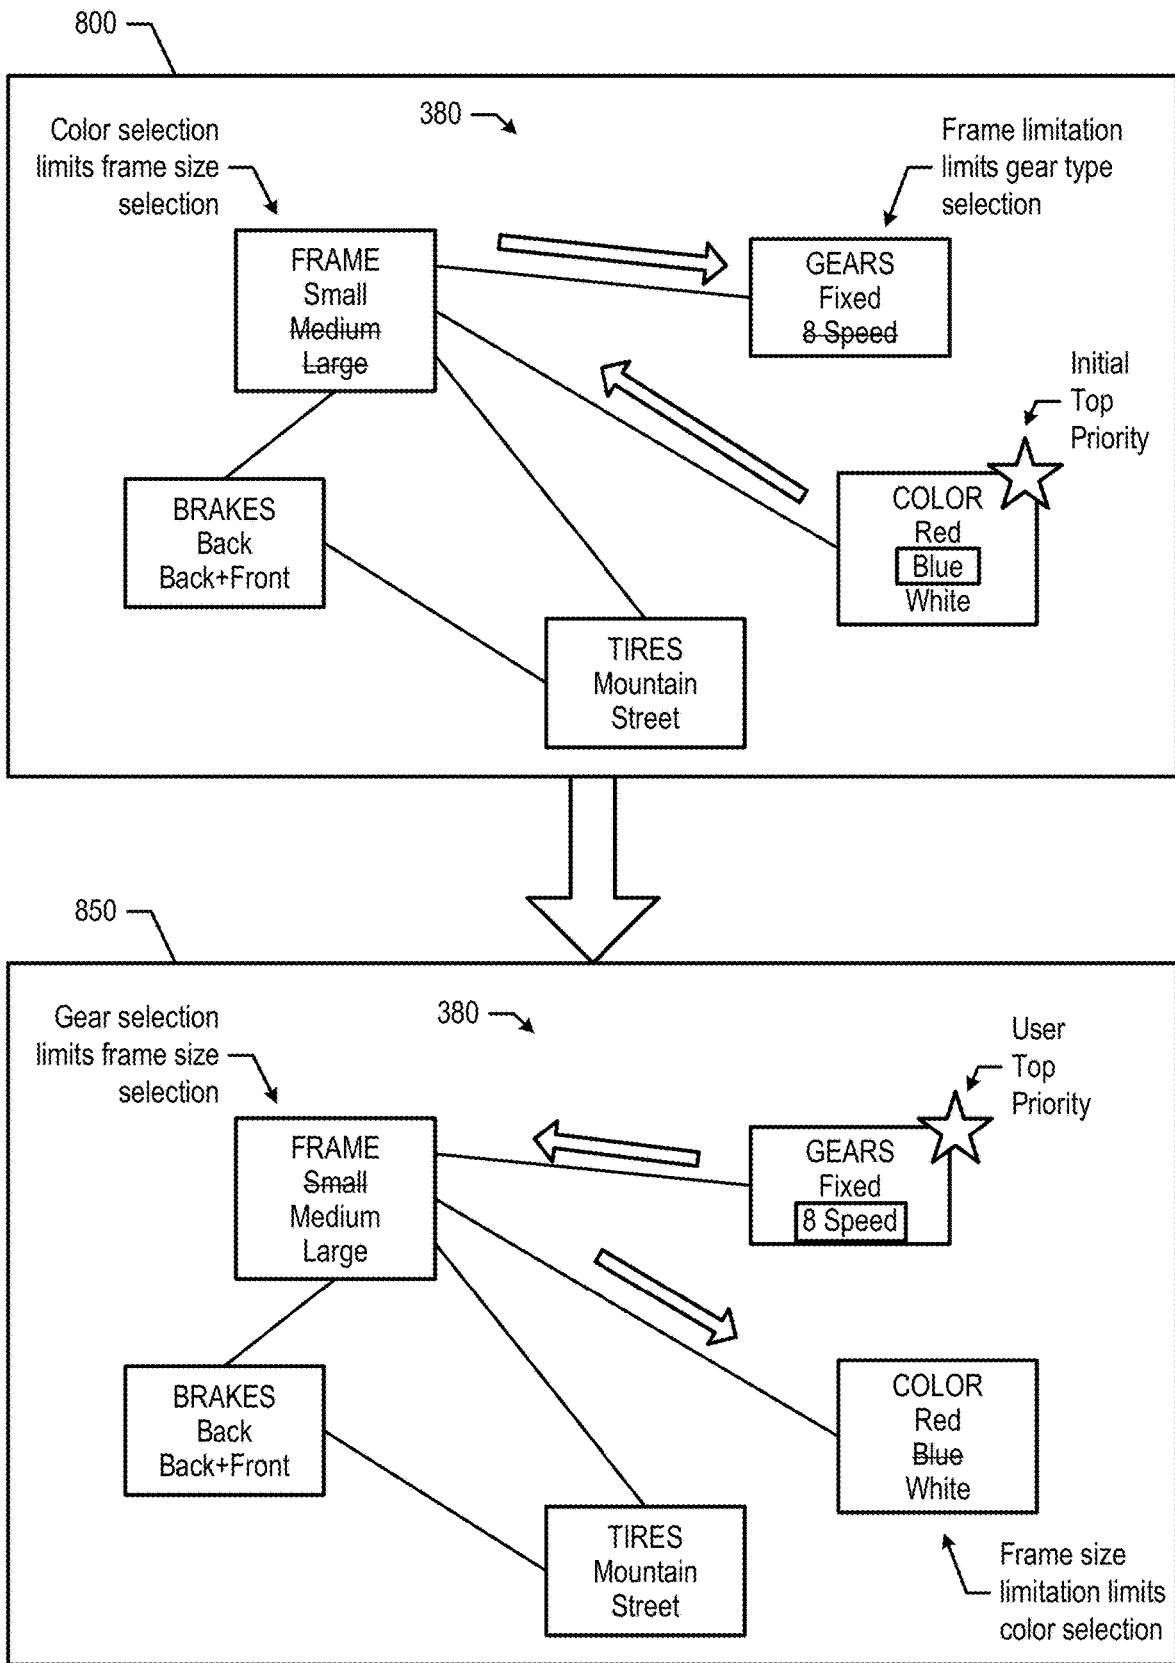 800
380
Color selection
limits frame size
selection
Frame limitation
limits gear type
selection
FRAME
Small
Medium
Large
GEARS
Fixed
8 Speed
Initial
Top
Priority
BRAKES
Back
Back+Front
COLOR
Red
Blue
White
TIRES
Mountain
Street
850
380
Gear selection
limits frame size
selection
User
Top
Priority
FRAME
Small
Medium
Large
GEARS
Fixed
8 Speed
BRAKES
Back
Back+Front
COLOR
Red
Blue
White
TIRES
Mountain
Street
Frame size
limitation limits
color selection